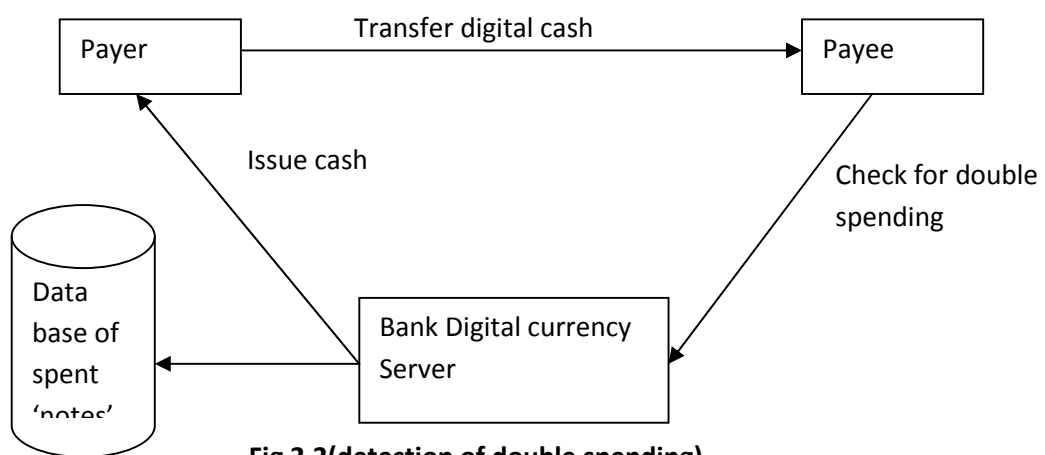 Transfer digital cash
Payer
Payee
Issue cash
Check for double
spending
Data
base of
spent
‘notes’
Bank Digital currency
Server
Fig 2.2(detection of double spending)